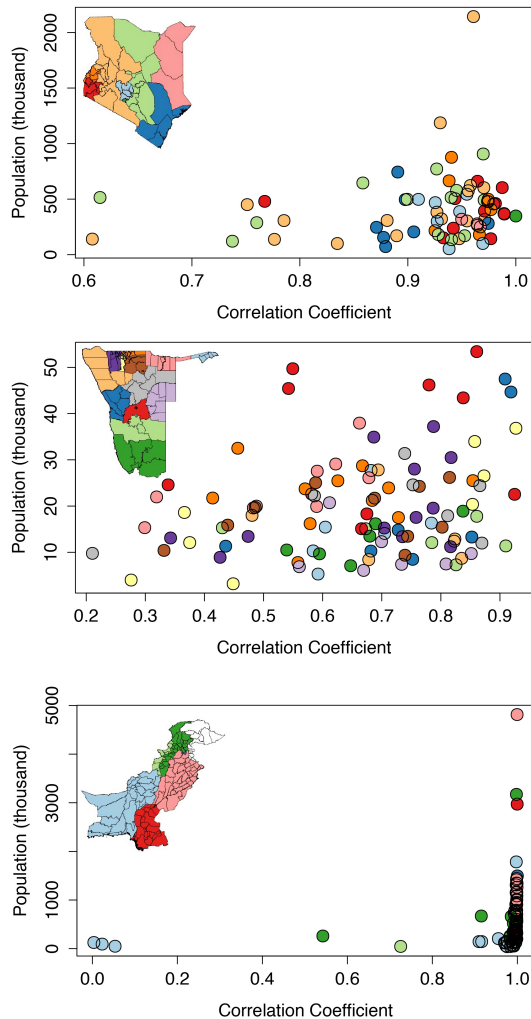 2000
1500
1000
500
0
Population (thousand)
0.6 0.7 0.8 0.9 1.0
Correlation Coefficient
50
40
30
20
10
Population (thousand)
0.2 0.3 0.4 0.5 0.6 0.7 0.8 0.9
Correlation Coefficient
5000
3000
1000
0
Population (thousand)
0.0 0.2 0.4 0.6 0.8 1.0
Correlation Coefficient